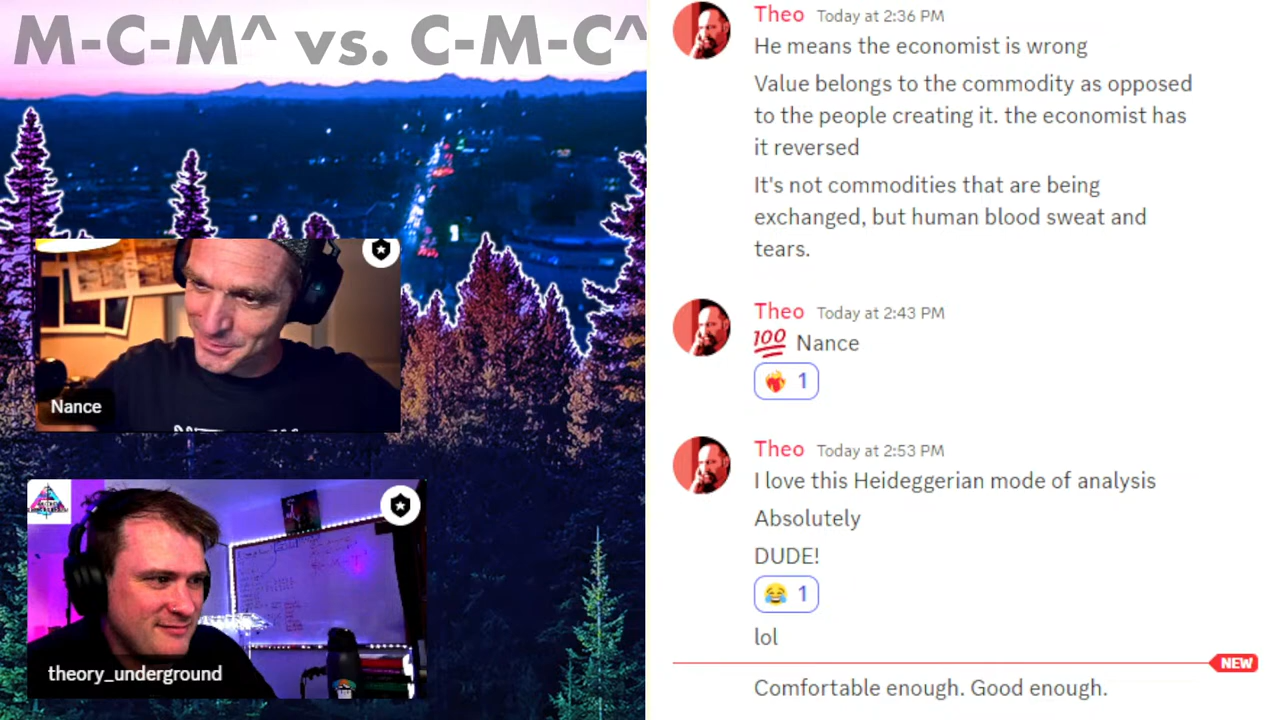 M-C-M^ vs. C-M-C^
Nance
theory_underground
Theo Today at 2:36 PM
He means the economist is wrong
Value belongs to the commodity as opposed
to the people creating it. the economist has
it reversed
It's not commodities that are being
exchanged, but human blood sweat and
tears.
Theo Today at 2:43 PM
💯 Nance
❤️‍🔥 1
Theo Today at 2:53 PM
I love this Heideggerian mode of analysis
Absolutely
DUDE!
😂 1
lol
NEW
Comfortable enough. Good enough.